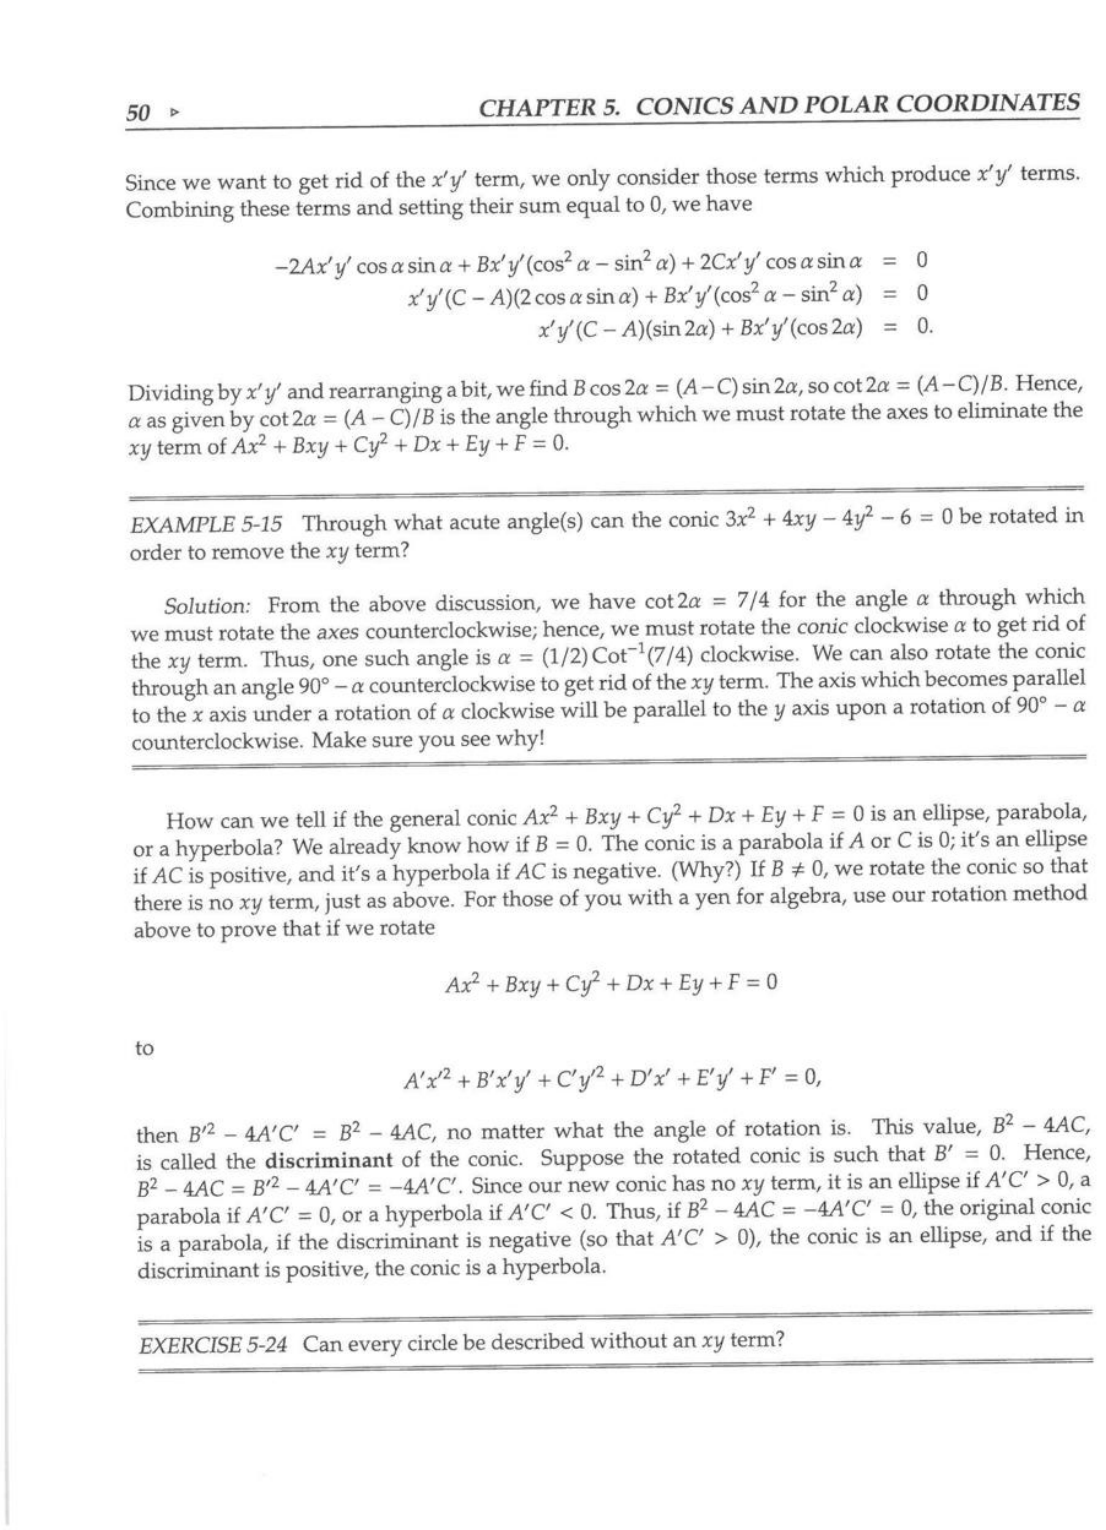 50 ▹ CHAPTER 5. CONICS AND POLAR COORDINATES
Since we want to get rid of the x′y′ term, we only consider those terms which produce x′y′ terms.
Combining these terms and setting their sum equal to 0, we have
−2Ax′y′ cos α sin α + Bx′y′(cos² α − sin² α) + 2Cx′y′ cos α sin α = 0
x′y′(C − A)(2 cos α sin α) + Bx′y′(cos² α − sin² α) = 0
x′y′(C − A)(sin 2α) + Bx′y′(cos 2α) = 0.
Dividing by x′y′ and rearranging a bit, we find B cos 2α = (A−C) sin 2α, so cot 2α = (A−C)/B. Hence,
α as given by cot 2α = (A − C)/B is the angle through which we must rotate the axes to eliminate the
xy term of Ax² + Bxy + Cy² + Dx + Ey + F = 0.
EXAMPLE 5-15 Through what acute angle(s) can the conic 3x² + 4xy − 4y² − 6 = 0 be rotated in
order to remove the xy term?
Solution: From the above discussion, we have cot 2α = 7/4 for the angle α through which
we must rotate the axes counterclockwise; hence, we must rotate the conic clockwise α to get rid of
the xy term. Thus, one such angle is α = (1/2) Cot⁻¹(7/4) clockwise. We can also rotate the conic
through an angle 90° − α counterclockwise to get rid of the xy term. The axis which becomes parallel
to the x axis under a rotation of α clockwise will be parallel to the y axis upon a rotation of 90° − α
counterclockwise. Make sure you see why!
How can we tell if the general conic Ax² + Bxy + Cy² + Dx + Ey + F = 0 is an ellipse, parabola,
or a hyperbola? We already know how if B = 0. The conic is a parabola if A or C is 0; it's an ellipse
if AC is positive, and it's a hyperbola if AC is negative. (Why?) If B ≠ 0, we rotate the conic so that
there is no xy term, just as above. For those of you with a yen for algebra, use our rotation method
above to prove that if we rotate
Ax² + Bxy + Cy² + Dx + Ey + F = 0
to
A′x′² + B′x′y′ + C′y′² + D′x′ + E′y′ + F′ = 0,
then B′² − 4A′C′ = B² − 4AC, no matter what the angle of rotation is. This value, B² − 4AC,
is called the discriminant of the conic. Suppose the rotated conic is such that B′ = 0. Hence,
B² − 4AC = B′² − 4A′C′ = −4A′C′. Since our new conic has no xy term, it is an ellipse if A′C′ > 0, a
parabola if A′C′ = 0, or a hyperbola if A′C′ < 0. Thus, if B² − 4AC = −4A′C′ = 0, the original conic
is a parabola, if the discriminant is negative (so that A′C′ > 0), the conic is an ellipse, and if the
discriminant is positive, the conic is a hyperbola.
EXERCISE 5-24 Can every circle be described without an xy term?